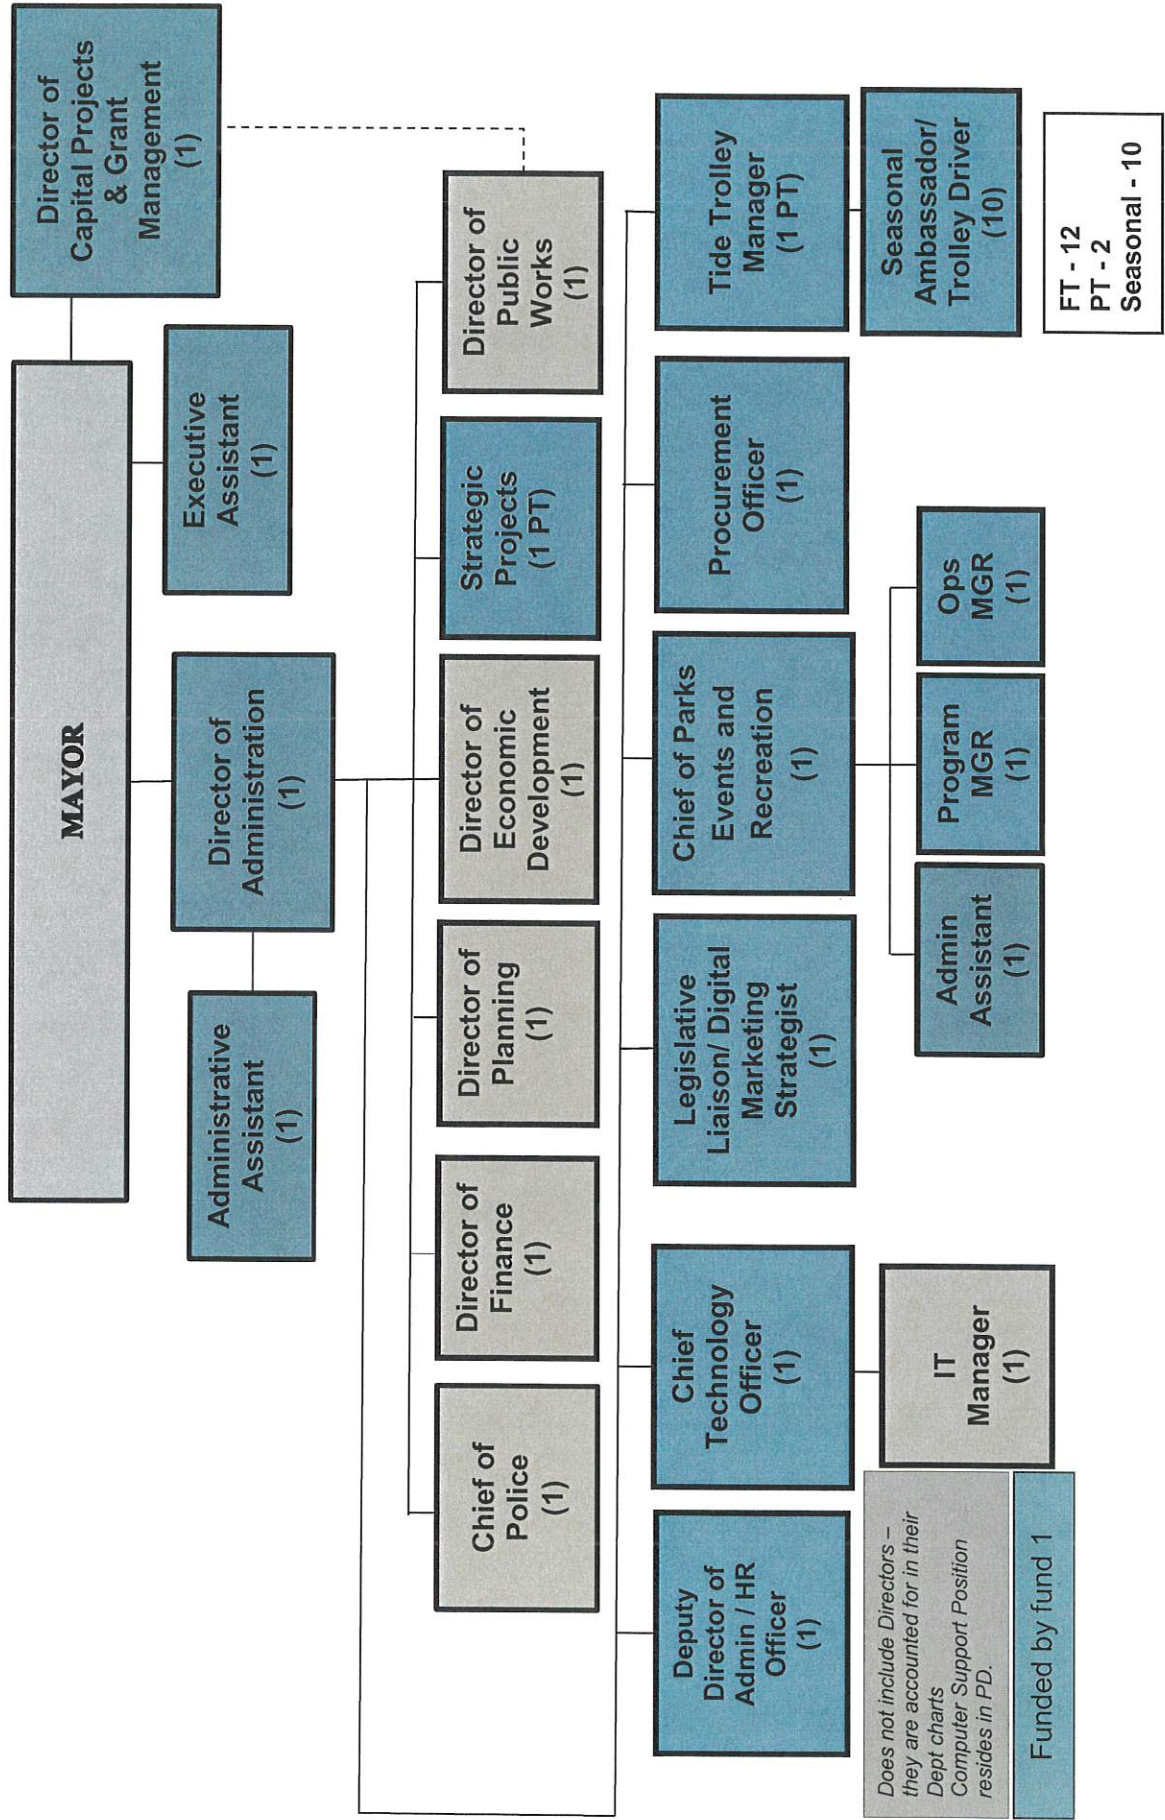 MAYOR
Director of
Capital Projects
& Grant
Management
(1)
Executive
Assistant
(1)
Administrative
Assistant
(1)
Director of
Administration
(1)
Chief of
Police
(1)
Director of
Finance
(1)
Director of
Planning
(1)
Director of
Economic
Development
(1)
Strategic
Projects
(1 PT)
Director of
Public
Works
(1)
Deputy
Director of
Admin / HR
Officer
(1)
Chief
Technology
Officer
(1)
Legislative
Liaison/ Digital
Marketing
Strategist
(1)
Chief of Parks
Events and
Recreation
(1)
Procurement
Officer
(1)
Tide Trolley
Manager
(1 PT)
IT
Manager
(1)
Admin
Assistant
(1)
Program
MGR
(1)
Ops
MGR
(1)
Seasonal
Ambassador/
Trolley Driver
(10)
Does not include Directors –
they are accounted for in their
Dept charts
Computer Support Position
resides in PD.
Funded by fund 1
FT - 12
PT - 2
Seasonal - 10